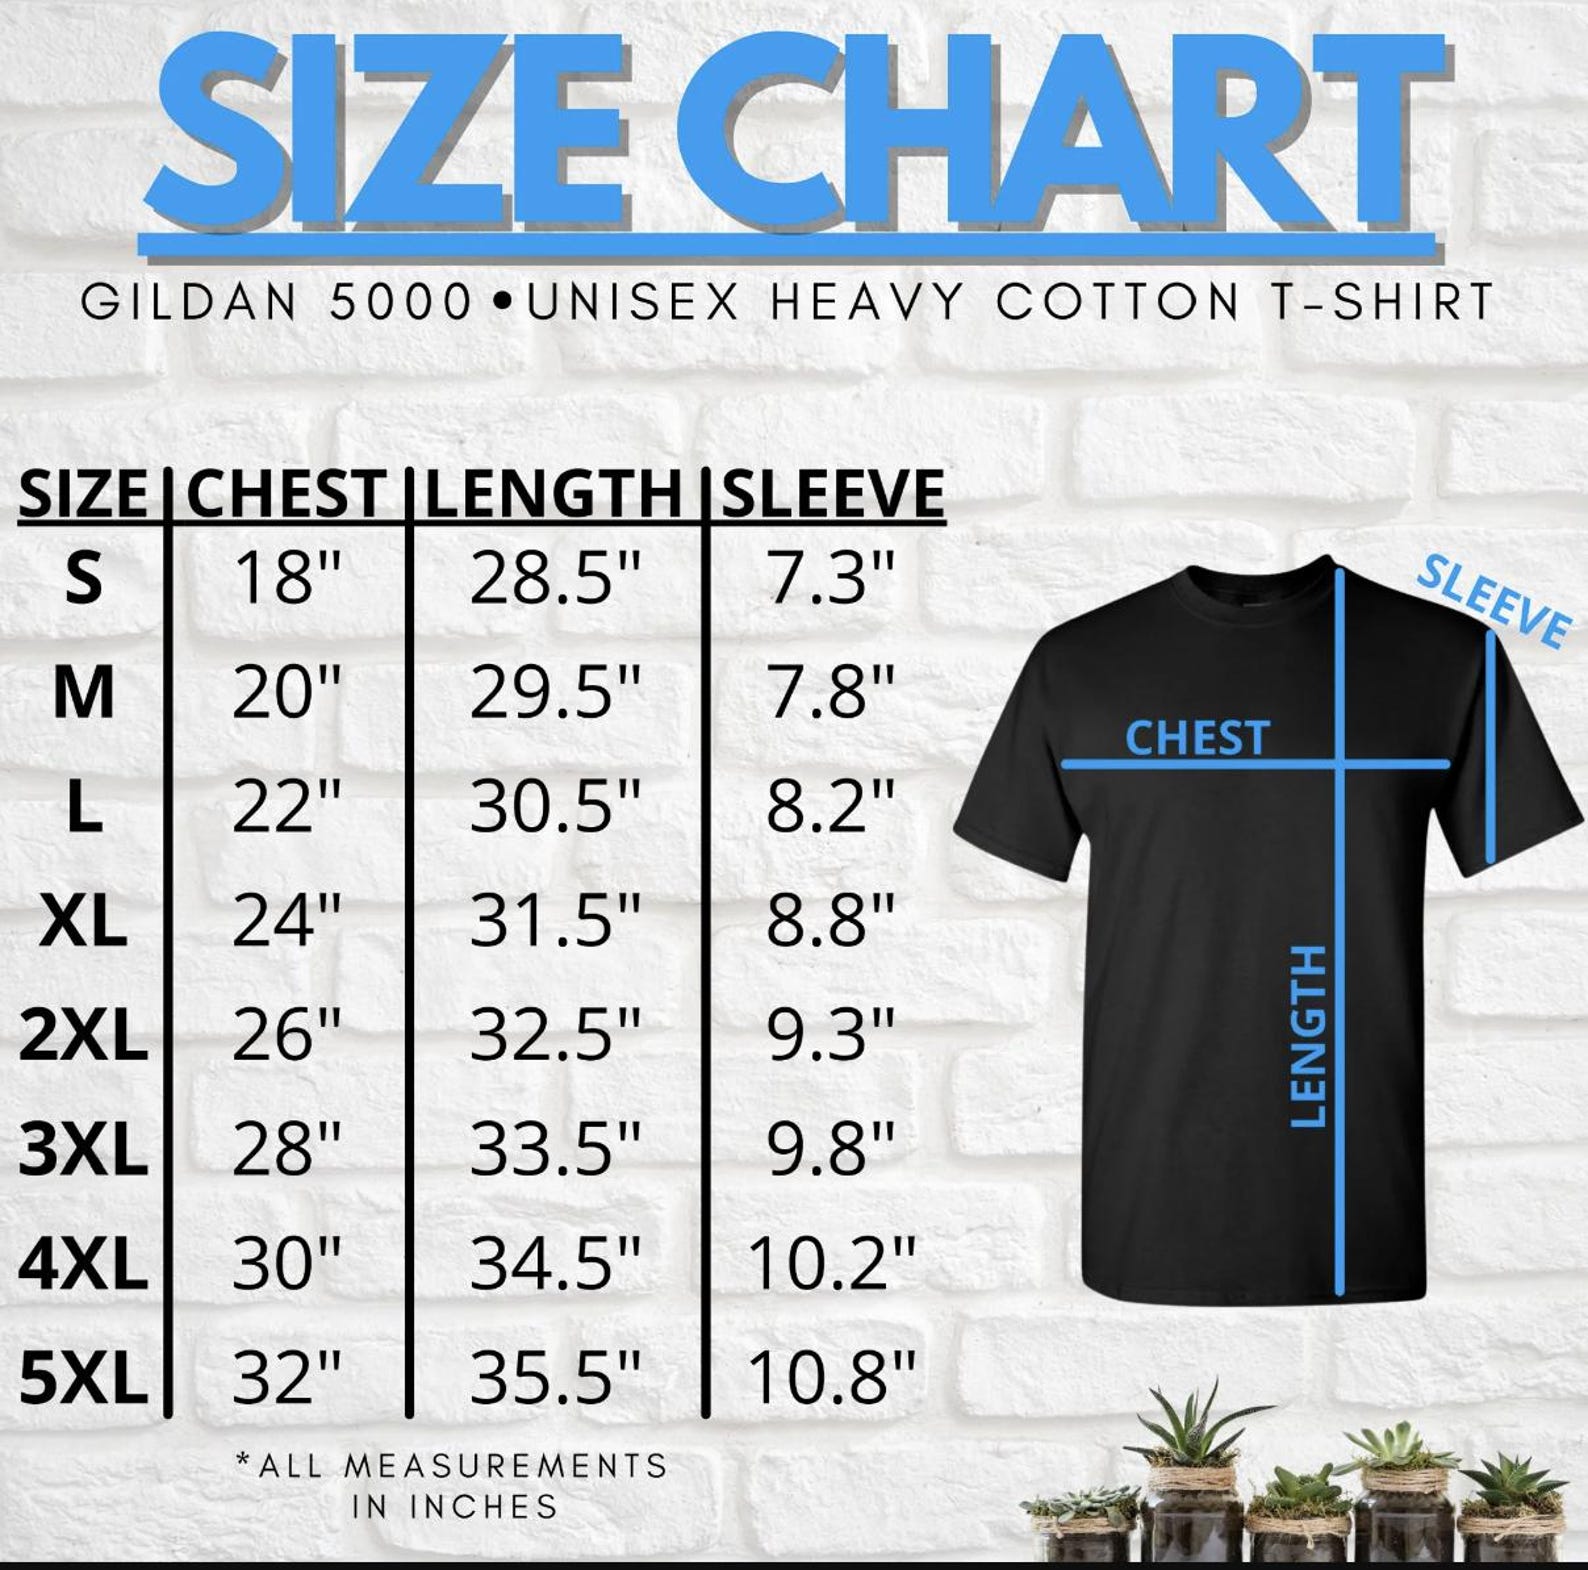 SIZE CHART
GILDAN 5000 •UNISEX HEAVY COTTON T-SHIRT
SIZE CHEST LENGTH SLEEVE
S 18" 28.5" 7.3"
M 20" 29.5" 7.8"
L 22" 30.5" 8.2"
XL 24" 31.5" 8.8"
2XL 26" 32.5" 9.3"
3XL 28" 33.5" 9.8"
4XL 30" 34.5" 10.2"
5XL 32" 35.5" 10.8"
*ALL MEASUREMENTS
IN INCHES
SLEEVE
CHEST
LENGTH